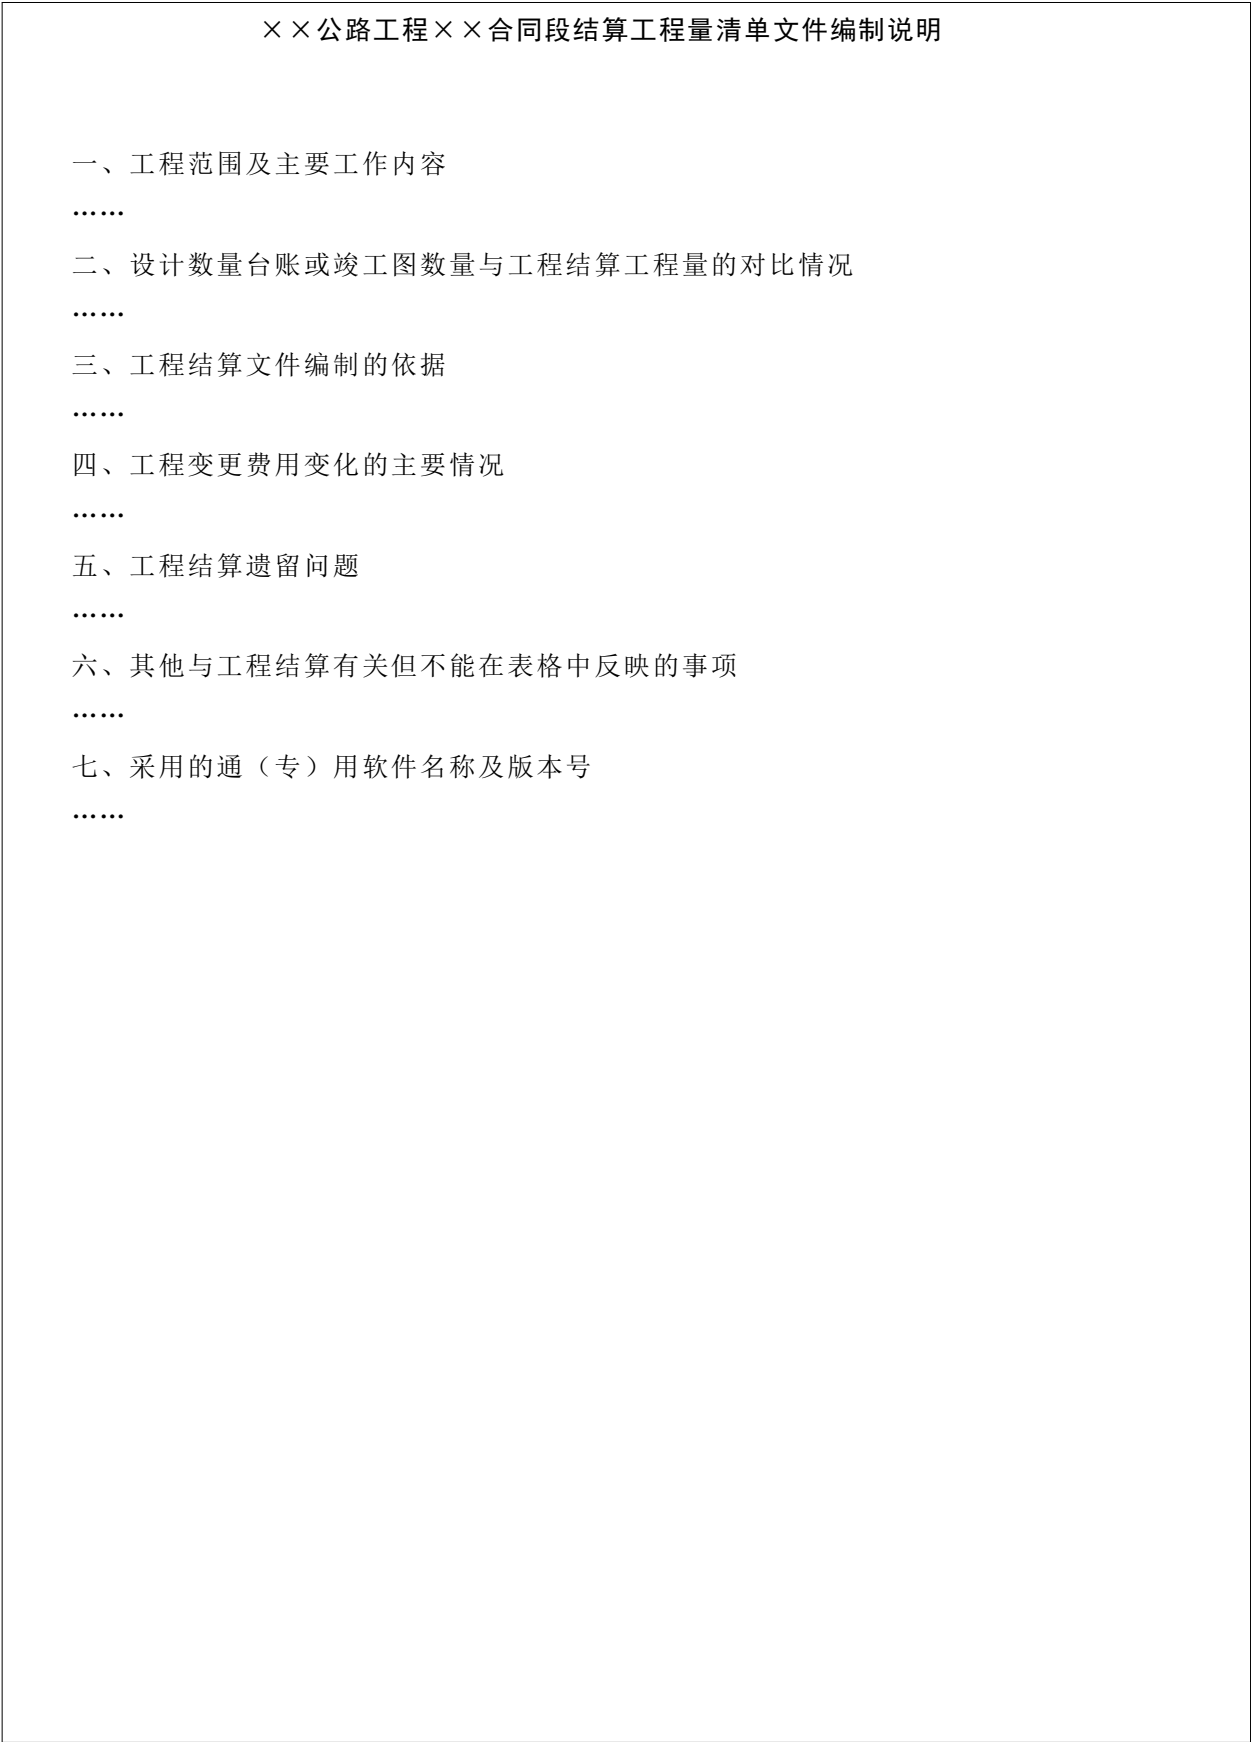 ××公路工程××合同段结算工程量清单文件编制说明
一、工程范围及主要工作内容
……
二、设计数量台账或竣工图数量与工程结算工程量的对比情况
……
三、工程结算文件编制的依据
……
四、工程变更费用变化的主要情况
……
五、工程结算遗留问题
……
六、其他与工程结算有关但不能在表格中反映的事项
……
七、采用的通（专）用软件名称及版本号
……